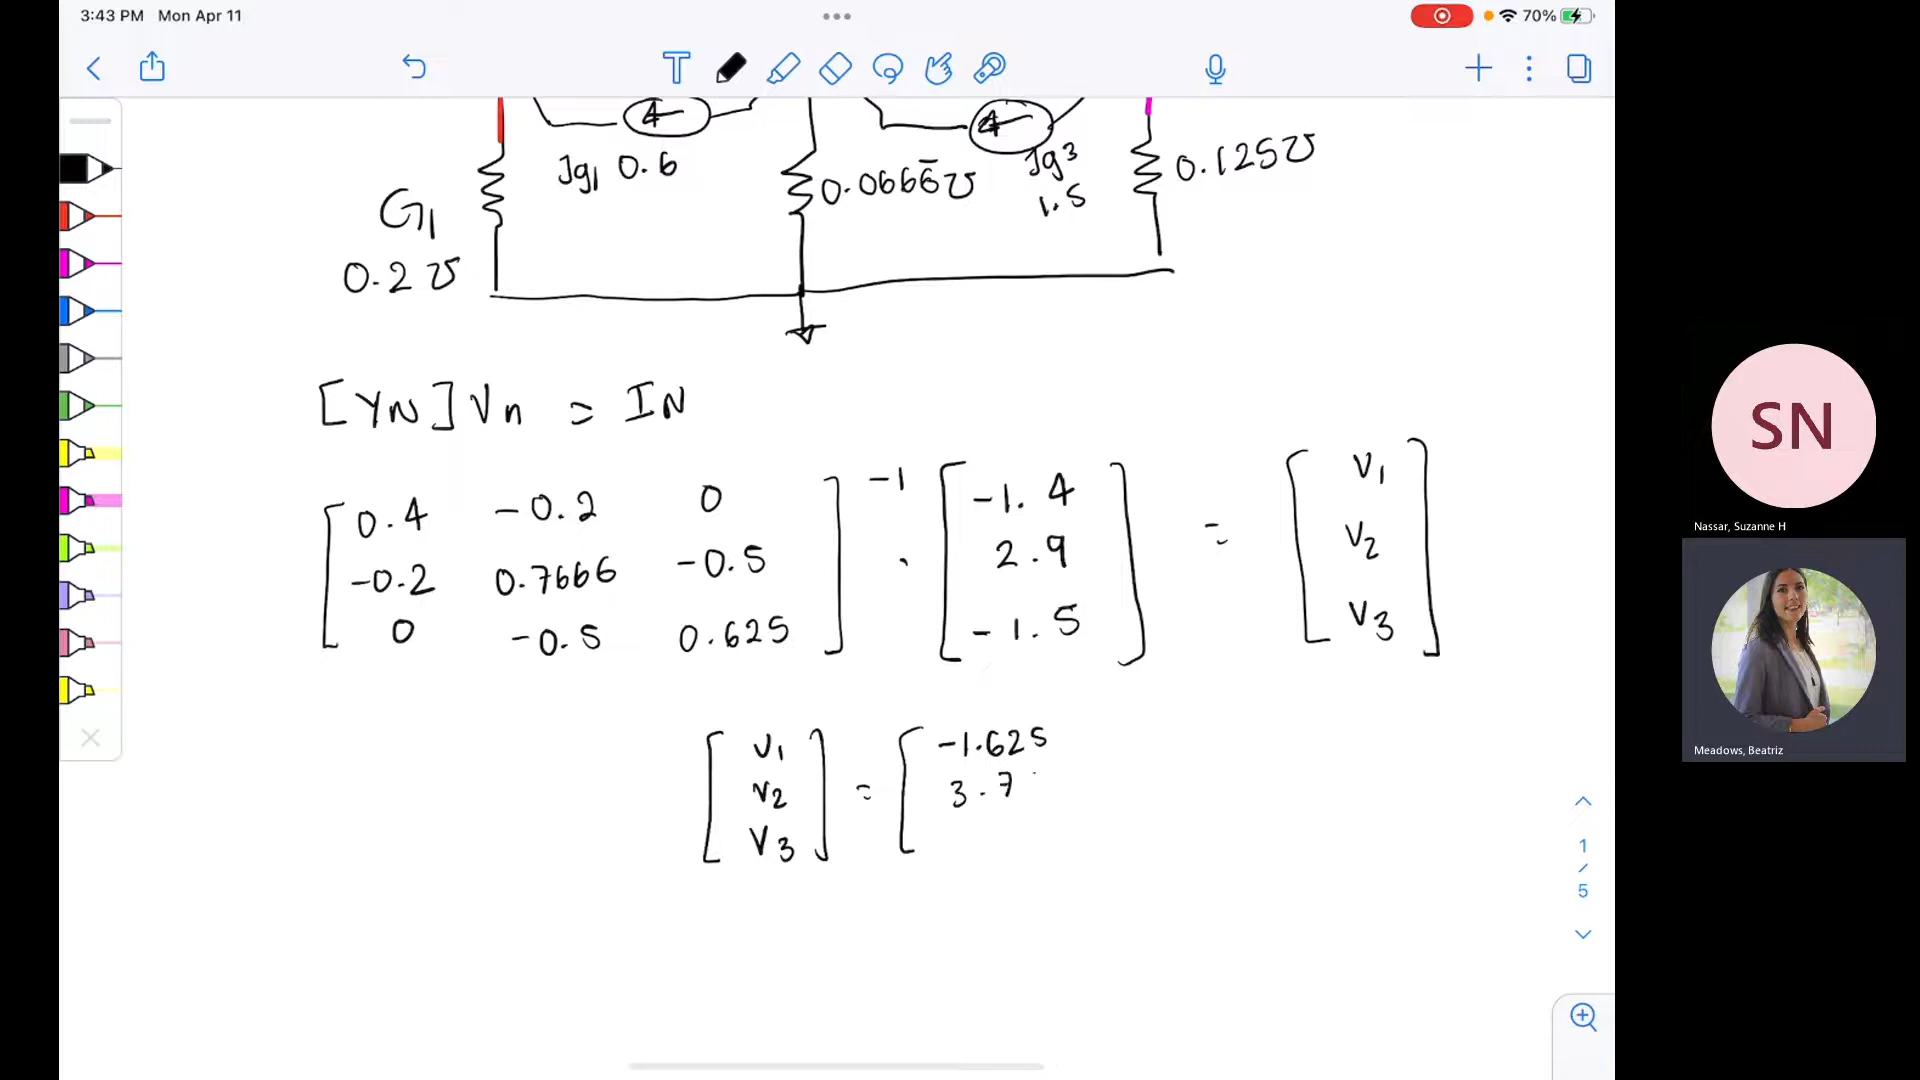 3:43 PM Mon Apr 11
70%
Jg1 0.6
0.0666̅℧
Jg3
1.5
0.125℧
G1
0.2℧
[YN]Vn = IN
0.4 -0.2 0
-0.2 0.7666 -0.5
0 -0.5 0.625
-1
-1.4
2.9
-1.5
=
V1
V2
V3
V1
V2
V3
=
-1.625
3.7
SN
Nassar, Suzanne H
Meadows, Beatriz
1
/
5